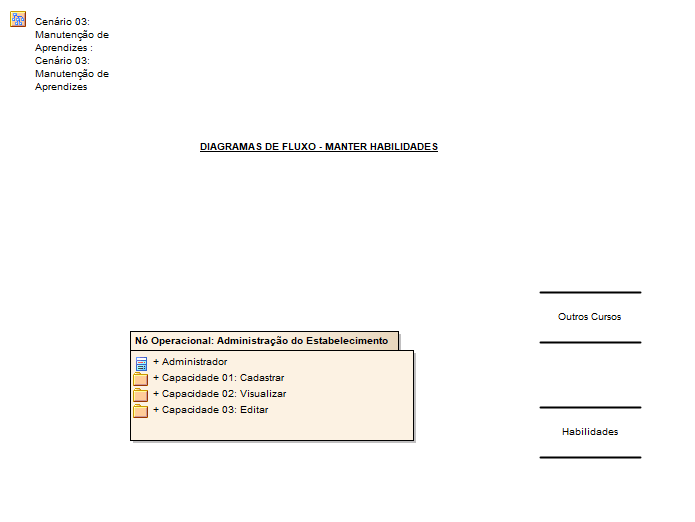 Cenário 03:
Manutenção de
Aprendizes :
Cenário 03:
Manutenção de
Aprendizes
DIAGRAMAS DE FLUXO - MANTER HABILIDADES
Outros Cursos
Nó Operacional: Administração do Estabelecimento
+ Administrador
+ Capacidade 01: Cadastrar
+ Capacidade 02: Visualizar
+ Capacidade 03: Editar
Habilidades